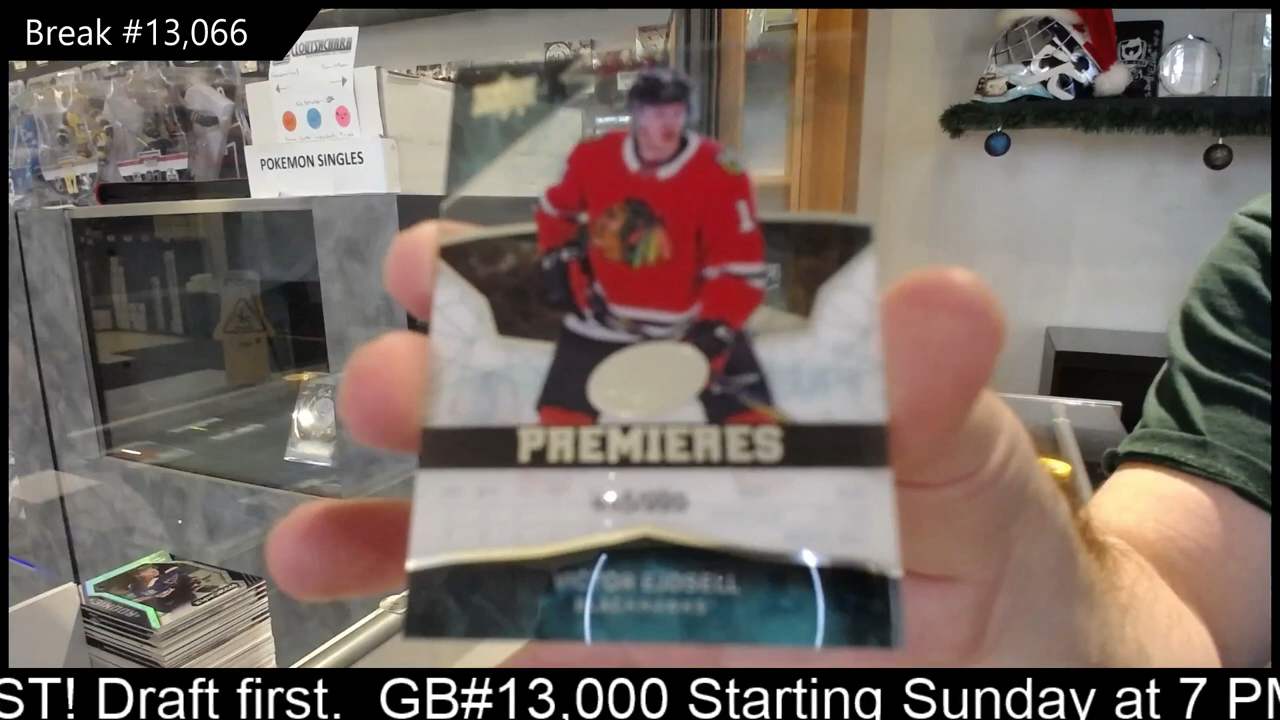 Break #13,066
POKEMON SINGLES
PREMIERES
VICTOR EJDSELL
BLACKHAWKS
ST! Draft first. GB#13,000 Starting Sunday at 7 PM